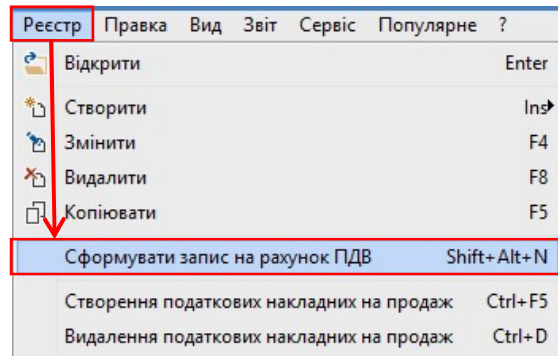 Реєстр Правка Вид Звіт Сервіс Популярне ?
Відкрити Enter
Створити Ins
Змінити F4
Видалити F8
Копіювати F5
Сформувати запис на рахунок ПДВ Shift+Alt+N
Створення податкових накладних на продаж Ctrl+F5
Видалення податкових накладних на продаж Ctrl+D